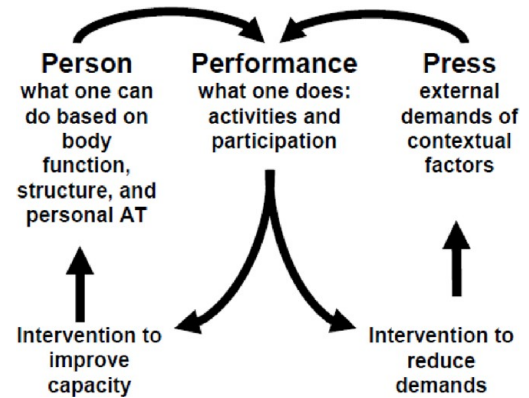 Person
what one can
do based on
body
function,
structure, and
personal AT
Performance
what one does:
activities and
participation
Press
external
demands of
contextual
factors
Intervention to
improve
capacity
Intervention to
reduce
demands